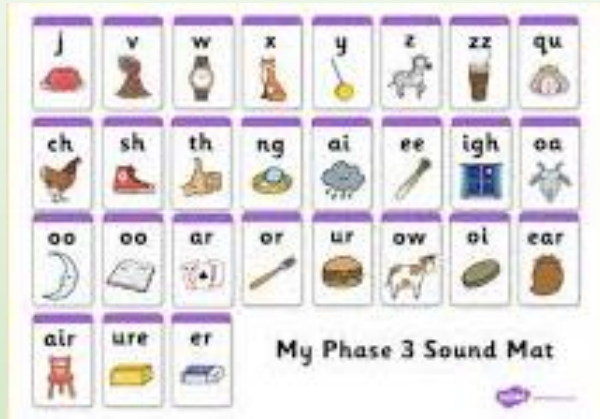 j v w x y z zz qu
ch sh th ng ai ee igh oa
oo oo ar or ur ow oi ear
air ure er
My Phase 3 Sound Mat